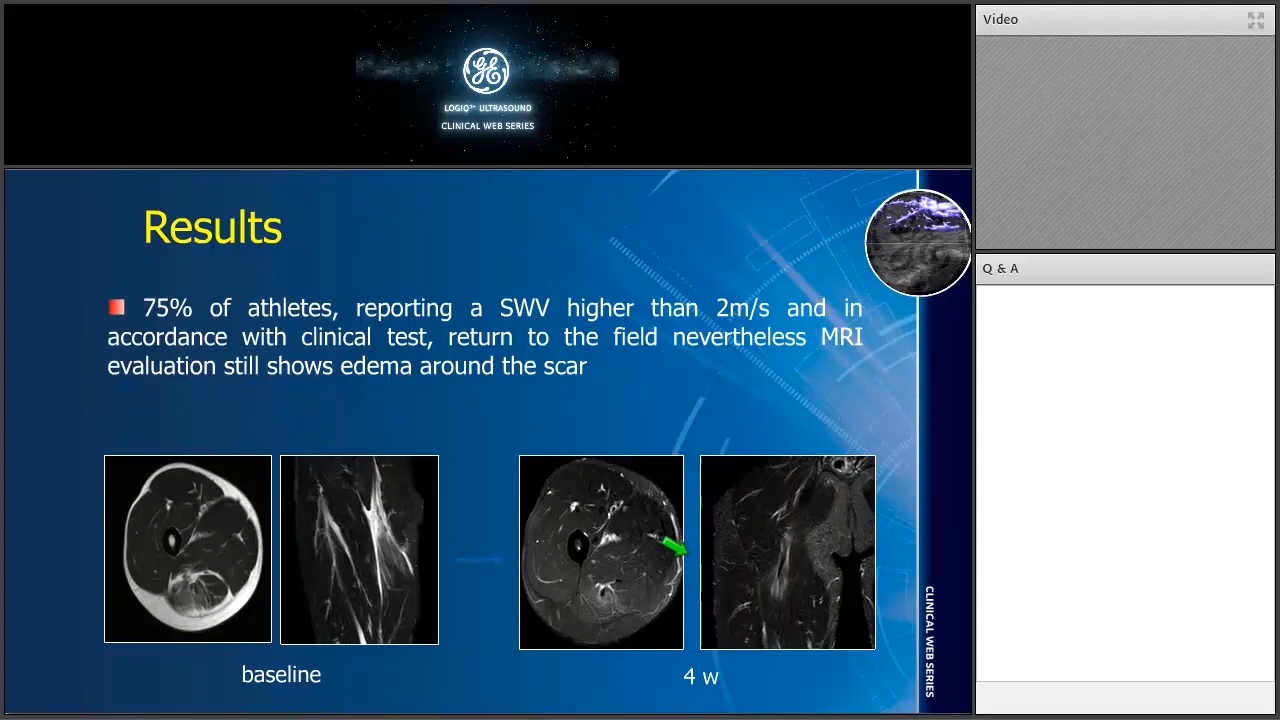 LOGIQ™ ULTRASOUND
CLINICAL WEB SERIES
Video
Q & A
Results
75% of athletes, reporting a SWV higher than 2m/s and in
accordance with clinical test, return to the field nevertheless MRI
evaluation still shows edema around the scar
baseline
4 w
CLINICAL WEB SERIES